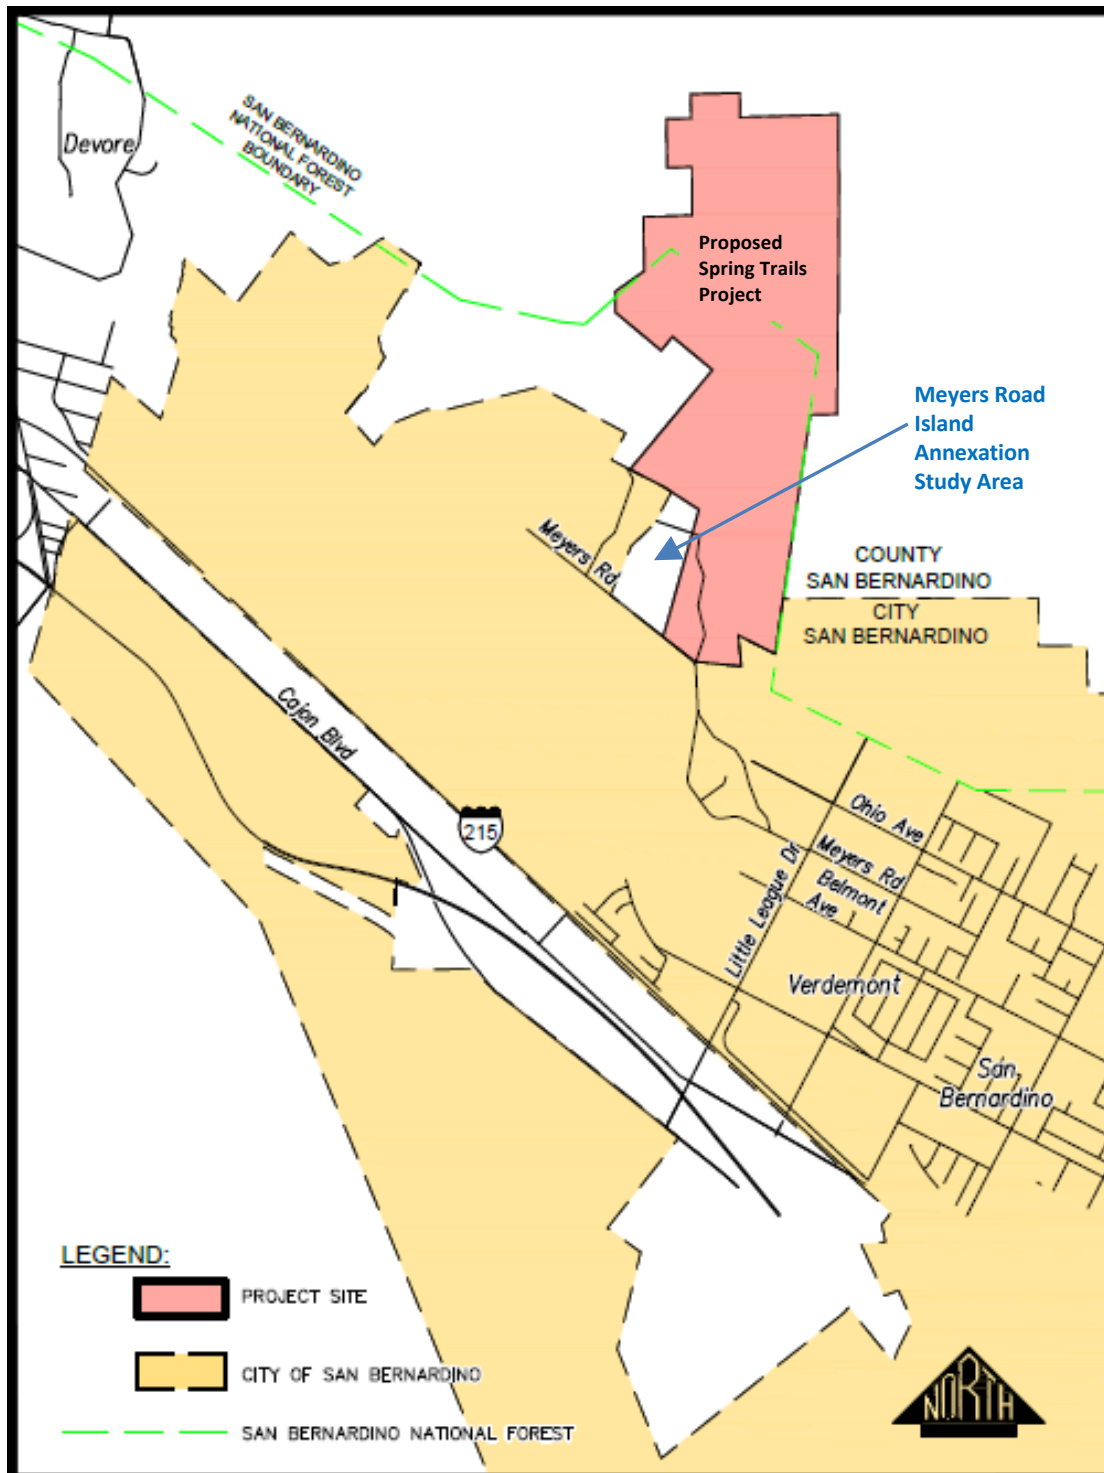 Devore
SAN BERNARDINO
NATIONAL FOREST
BOUNDARY
Proposed
Spring Trails
Project
Meyers Road
Island
Annexation
Study Area
Meyers Rd
COUNTY
SAN BERNARDINO
CITY
SAN BERNARDINO
Cajon Blvd
215
Ohio Ave
Meyers Rd
Belmont
Ave
Little League Dr
Verdemont
San
Bernardino
LEGEND:
PROJECT SITE
CITY OF SAN BERNARDINO
SAN BERNARDINO NATIONAL FOREST
NORTH